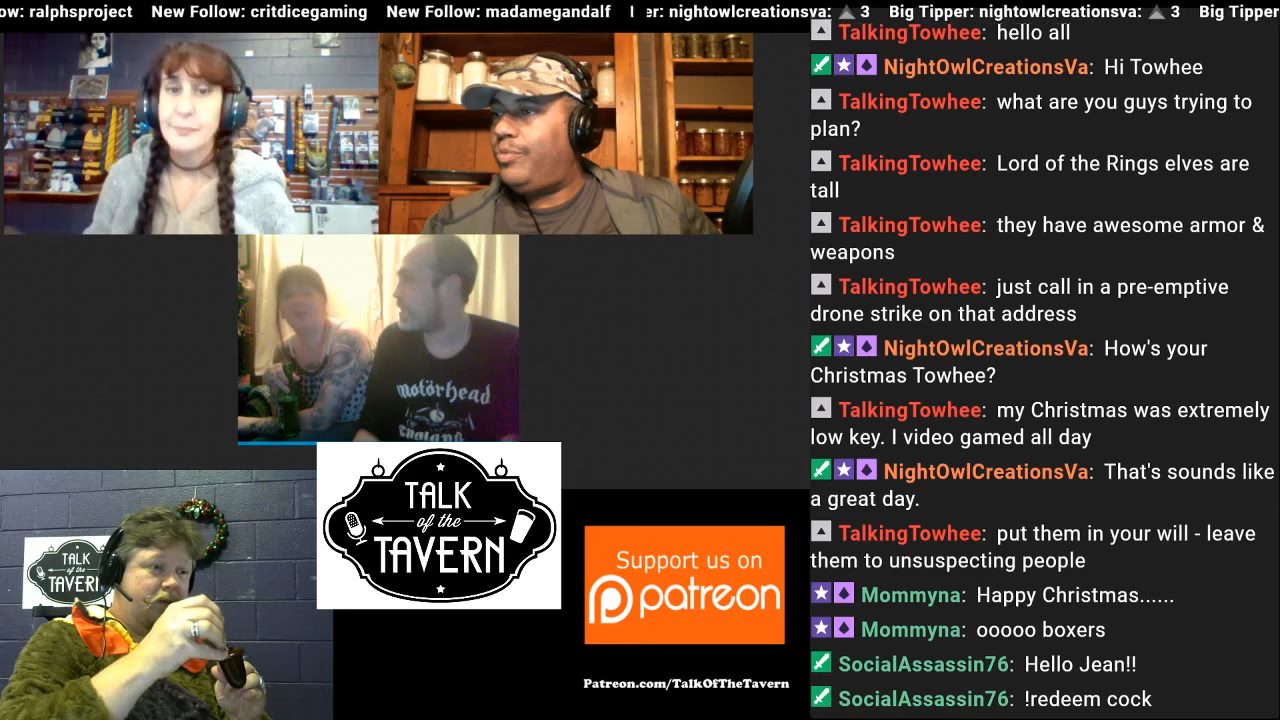 ow: ralphsproject New Follow: critdicegaming New Follow: madamegandalf er: nightowlcreationsva: 3 Big Tipper: nightowlcreationsva: 3 Big Tipper
TalkingTowhee: hello all
NightOwlCreationsVa: Hi Towhee
TalkingTowhee: what are you guys trying to
plan?
TalkingTowhee: Lord of the Rings elves are
tall
TalkingTowhee: they have awesome armor &
weapons
TalkingTowhee: just call in a pre-emptive
drone strike on that address
NightOwlCreationsVa: How's your
Christmas Towhee?
TalkingTowhee: my Christmas was extremely
low key. I video gamed all day
NightOwlCreationsVa: That's sounds like
a great day.
TalkingTowhee: put them in your will - leave
them to unsuspecting people
Mommyna: Happy Christmas......
Mommyna: ooooo boxers
SocialAssassin76: Hello Jean!!
SocialAssassin76: !redeem cock
motörhead
england
TALK
of the
TAVERN
TALK
of the
TAVERN
Support us on
patreon
Patreon.com/TalkOfTheTavern